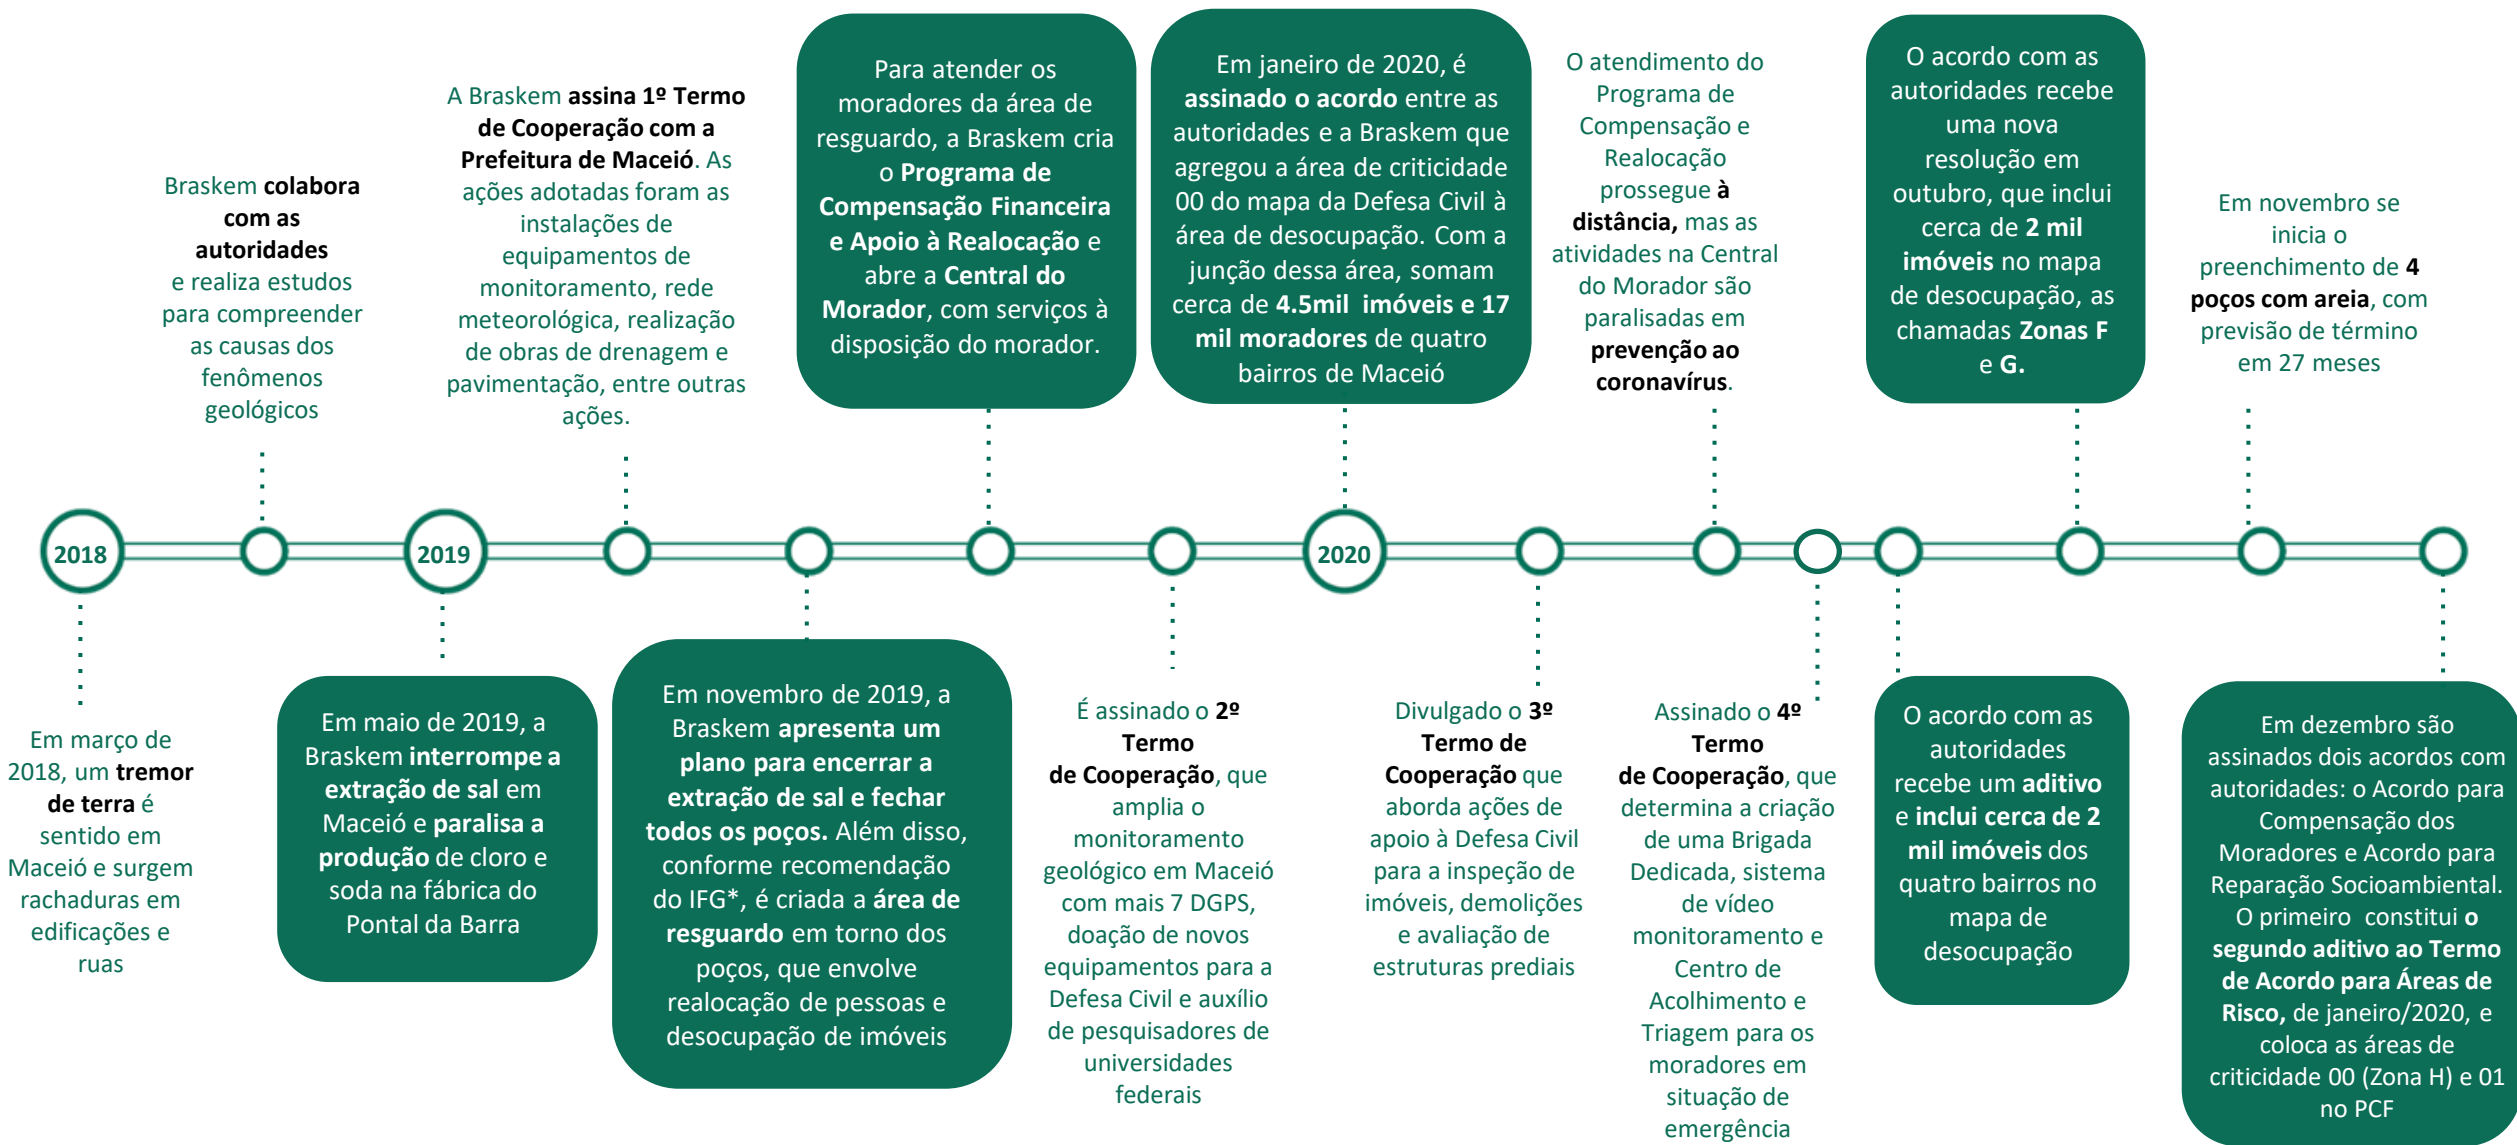 Braskem colabora
com as
autoridades
e realiza estudos
para compreender
as causas dos
fenômenos
geológicos
A Braskem assina 1º Termo
de Cooperação com a
Prefeitura de Maceió. As
ações adotadas foram as
instalações de
equipamentos de
monitoramento, rede
meteorológica, realização
de obras de drenagem e
pavimentação, entre outras
ações.
Para atender os
moradores da área de
resguardo, a Braskem cria
o Programa de
Compensação Financeira
e Apoio à Realocação e
abre a Central do
Morador, com serviços à
disposição do morador.
Em janeiro de 2020, é
assinado o acordo entre as
autoridades e a Braskem que
agregou a área de criticidade
00 do mapa da Defesa Civil à
área de desocupação. Com a
junção dessa área, somam
cerca de 4.5mil imóveis e 17
mil moradores de quatro
bairros de Maceió
O atendimento do
Programa de
Compensação e
Realocação
prossegue à
distância, mas as
atividades na Central
do Morador são
paralisadas em
prevenção ao
coronavírus.
O acordo com as
autoridades recebe
uma nova
resolução em
outubro, que inclui
cerca de 2 mil
imóveis no mapa
de desocupação, as
chamadas Zonas F
e G.
Em novembro se
inicia o
preenchimento de 4
poços com areia, com
previsão de término
em 27 meses
2018
2019
2020
Em março de
2018, um tremor
de terra é
sentido em
Maceió e surgem
rachaduras em
edificações e
ruas
Em maio de 2019, a
Braskem interrompe a
extração de sal em
Maceió e paralisa a
produção de cloro e
soda na fábrica do
Pontal da Barra
Em novembro de 2019, a
Braskem apresenta um
plano para encerrar a
extração de sal e fechar
todos os poços. Além disso,
conforme recomendação
do IFG*, é criada a área de
resguardo em torno dos
poços, que envolve
realocação de pessoas e
desocupação de imóveis
É assinado o 2º
Termo
de Cooperação, que
amplia o
monitoramento
geológico em Maceió
com mais 7 DGPS,
doação de novos
equipamentos para a
Defesa Civil e auxílio
de pesquisadores de
universidades
federais
Divulgado o 3º
Termo de
Cooperação que
aborda ações de
apoio à Defesa Civil
para a inspeção de
imóveis, demolições
e avaliação de
estruturas prediais
Assinado o 4º
Termo
de Cooperação, que
determina a criação
de uma Brigada
Dedicada, sistema
de vídeo
monitoramento e
Centro de
Acolhimento e
Triagem para os
moradores em
situação de
emergência
O acordo com as
autoridades
recebe um aditivo
e inclui cerca de 2
mil imóveis dos
quatro bairros no
mapa de
desocupação
Em dezembro são
assinados dois acordos com
autoridades: o Acordo para
Compensação dos
Moradores e Acordo para
Reparação Socioambiental.
O primeiro constitui o
segundo aditivo ao Termo
de Acordo para Áreas de
Risco, de janeiro/2020, e
coloca as áreas de
criticidade 00 (Zona H) e 01
no PCF